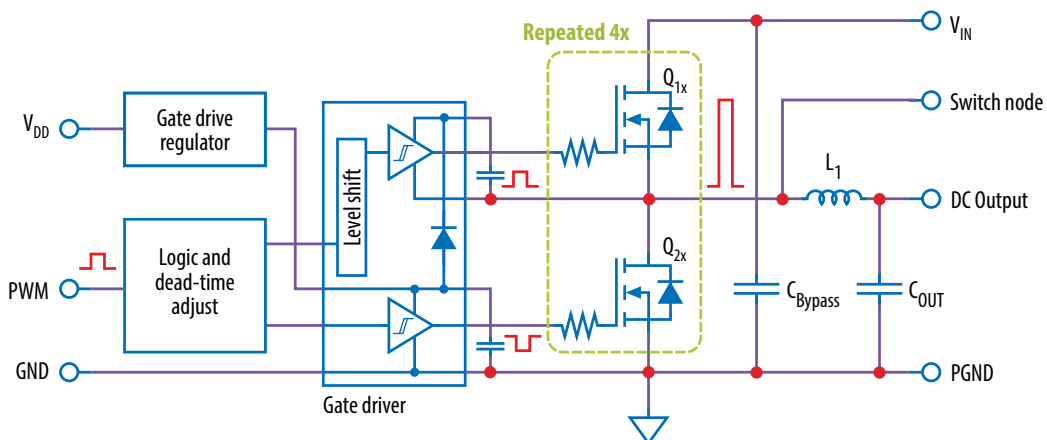 Repeated 4x
V_IN
Q_1x
Switch node
V_DD
Gate drive
regulator
Level shift
L_1
DC Output
Logic and
dead-time
adjust
PWM
Q_2x
C_Bypass
C_OUT
GND
PGND
Gate driver